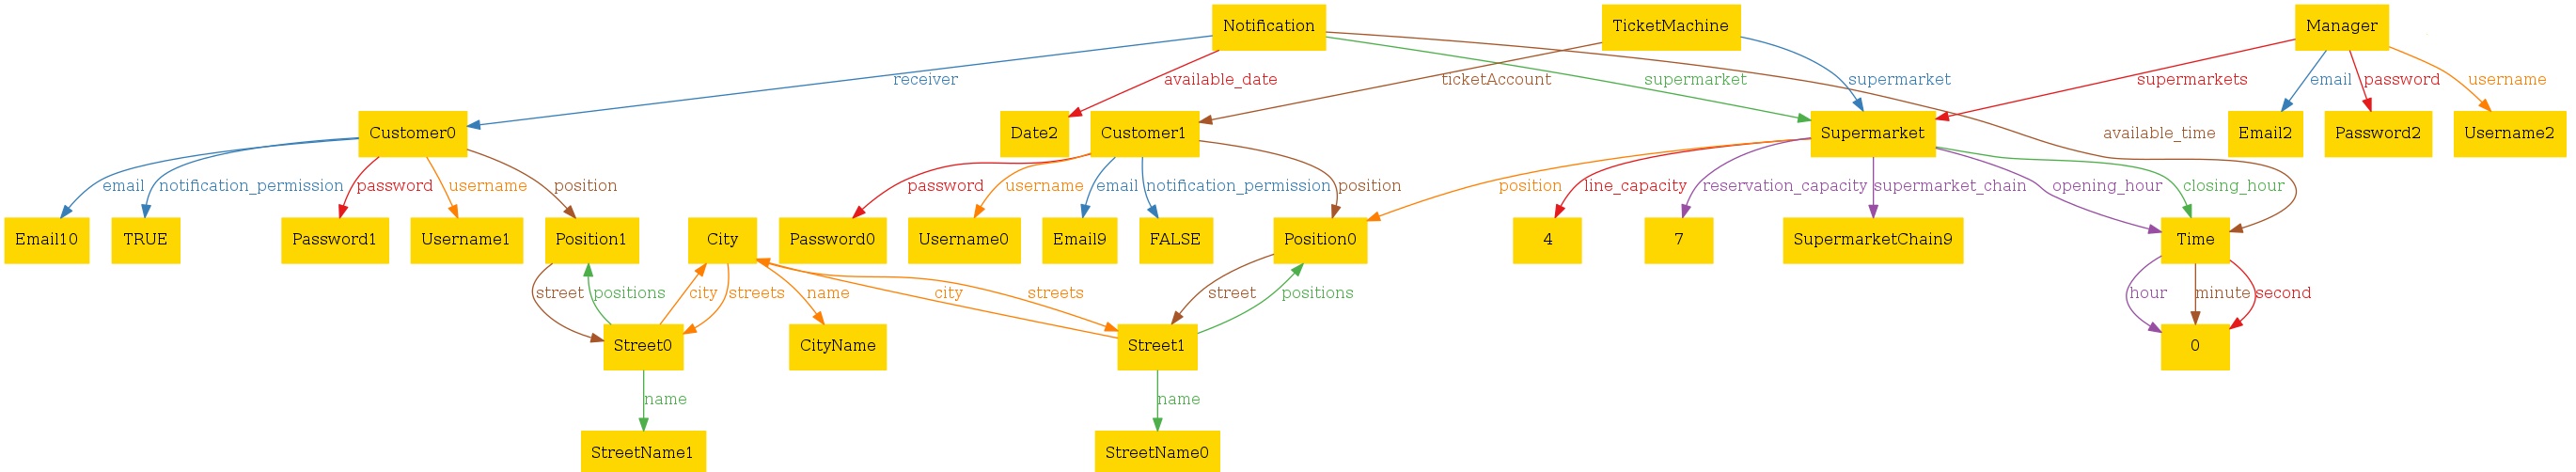 Notification
TicketMachine
Manager
receiver
available_date
ticketAccount
supermarket
supermarket
supermarkets
email
password
username
Customer0
Date2
Customer1
Supermarket
available_time
Email2
Password2
Username2
email
notification_permission
password
username
position
password
username
email
notification_permission
position
position
line_capacity
reservation_capacity
supermarket_chain
opening_hour
closing_hour
Email10
TRUE
Password1
Username1
Position1
City
Password0
Username0
Email9
FALSE
Position0
4
7
SupermarketChain9
Time
street
positions
city
streets
name
city
streets
street
positions
hour
minute
second
Street0
CityName
Street1
0
name
name
StreetName1
StreetName0